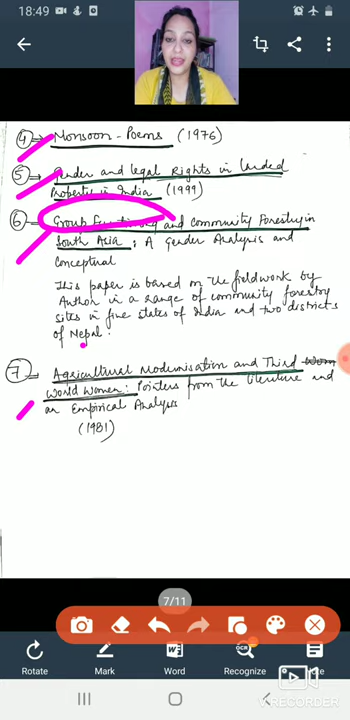 18:49
④ Monsoon - Poems (1976)
⑤ Gender and legal Rights in landed
Property in India (1999)
⑥ Group Functioning and Community Forestry in
South Asia: A Gender Analysis and
Conceptual
This paper is based on the fieldwork by
Author in a range of community forestry
sites in five states of India and two districts
of Nepal.
⑦ Agricultural Modernisation and Third
World Women: Pointers from the literature and
an Empirical Analysis
(1981)
7/11
Rotate
Mark
Word
Recognize
VIRECORDER